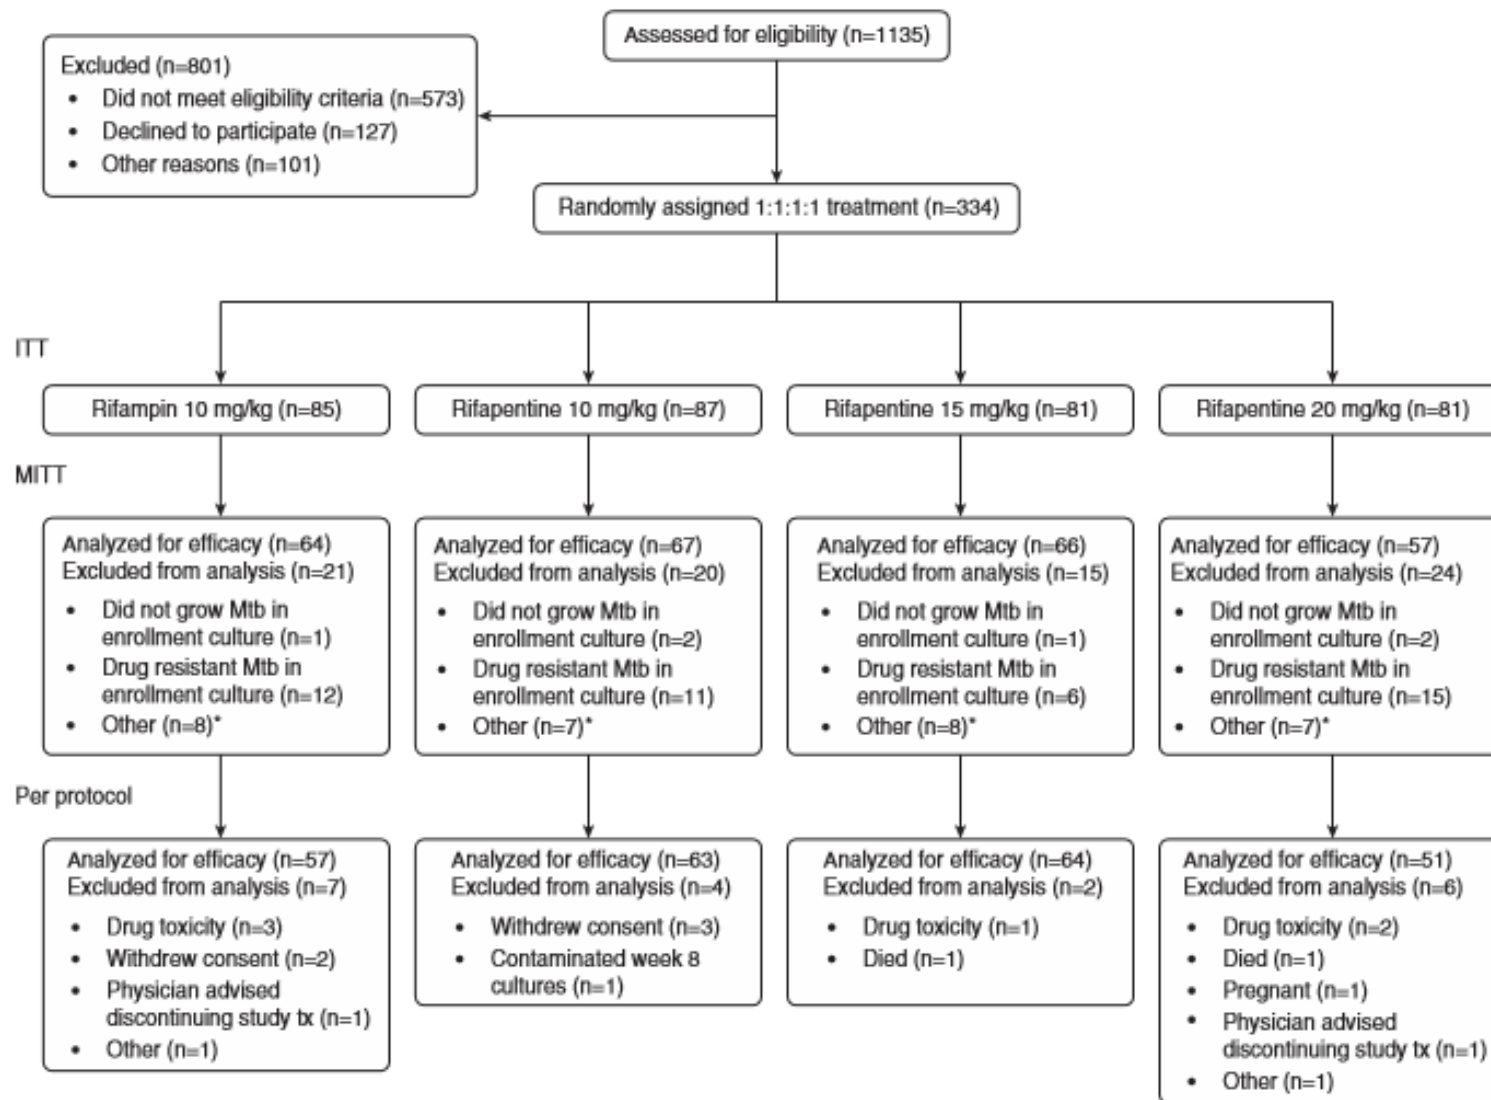 Assessed for eligibility (n=1135)
Excluded (n=801)
• Did not meet eligibility criteria (n=573)
• Declined to participate (n=127)
• Other reasons (n=101)
Randomly assigned 1:1:1:1 treatment (n=334)
ITT
Rifampin 10 mg/kg (n=85)
Rifapentine 10 mg/kg (n=87)
Rifapentine 15 mg/kg (n=81)
Rifapentine 20 mg/kg (n=81)
MITT
Analyzed for efficacy (n=64)
Excluded from analysis (n=21)
• Did not grow Mtb in
enrollment culture (n=1)
• Drug resistant Mtb in
enrollment culture (n=12)
• Other (n=8)*
Analyzed for efficacy (n=67)
Excluded from analysis (n=20)
• Did not grow Mtb in
enrollment culture (n=2)
• Drug resistant Mtb in
enrollment culture (n=11)
• Other (n=7)*
Analyzed for efficacy (n=66)
Excluded from analysis (n=15)
• Did not grow Mtb in
enrollment culture (n=1)
• Drug resistant Mtb in
enrollment culture (n=6)
• Other (n=8)*
Analyzed for efficacy (n=57)
Excluded from analysis (n=24)
• Did not grow Mtb in
enrollment culture (n=2)
• Drug resistant Mtb in
enrollment culture (n=15)
• Other (n=7)*
Per protocol
Analyzed for efficacy (n=57)
Excluded from analysis (n=7)
• Drug toxicity (n=3)
• Withdrew consent (n=2)
• Physician advised
discontinuing study tx (n=1)
• Other (n=1)
Analyzed for efficacy (n=63)
Excluded from analysis (n=4)
• Withdrew consent (n=3)
• Contaminated week 8
cultures (n=1)
Analyzed for efficacy (n=64)
Excluded from analysis (n=2)
• Drug toxicity (n=1)
• Died (n=1)
Analyzed for efficacy (n=51)
Excluded from analysis (n=6)
• Drug toxicity (n=2)
• Died (n=1)
• Pregnant (n=1)
• Physician advised
discontinuing study tx (n=1)
• Other (n=1)